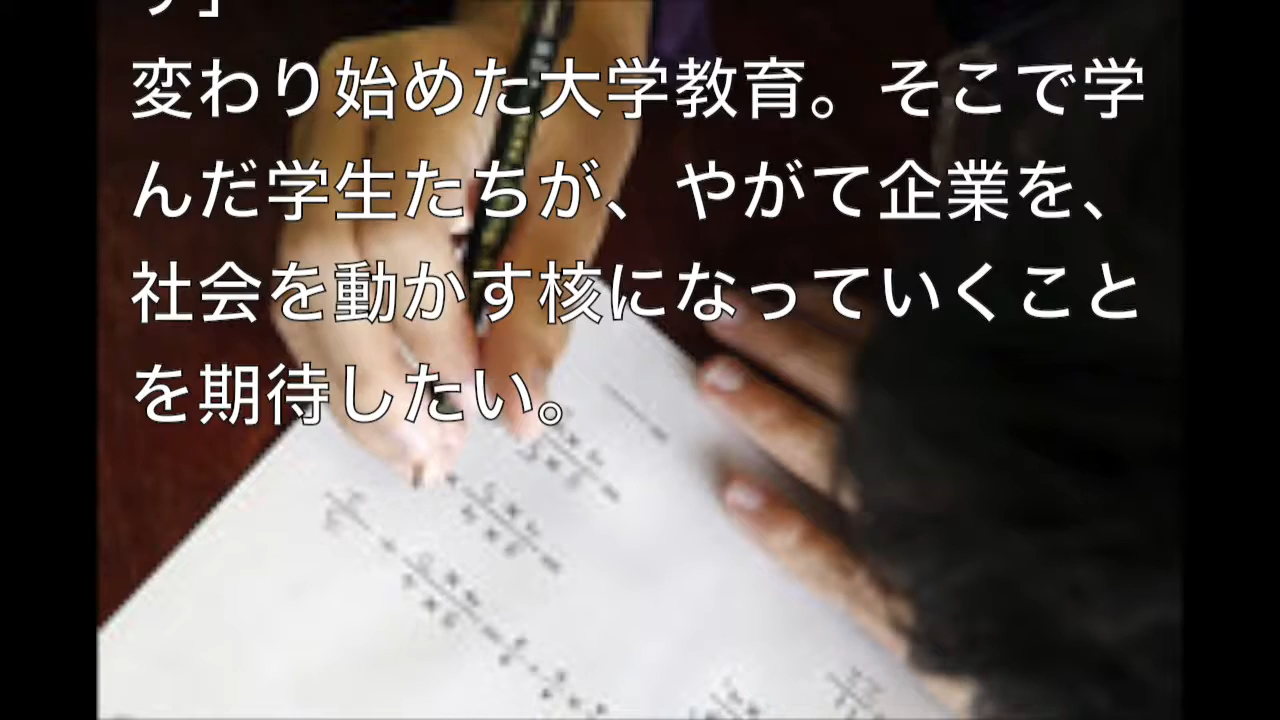 変わり始めた大学教育。そこで学
んだ学生たちが、やがて企業を、
社会を動かす核になっていくこと
を期待したい。